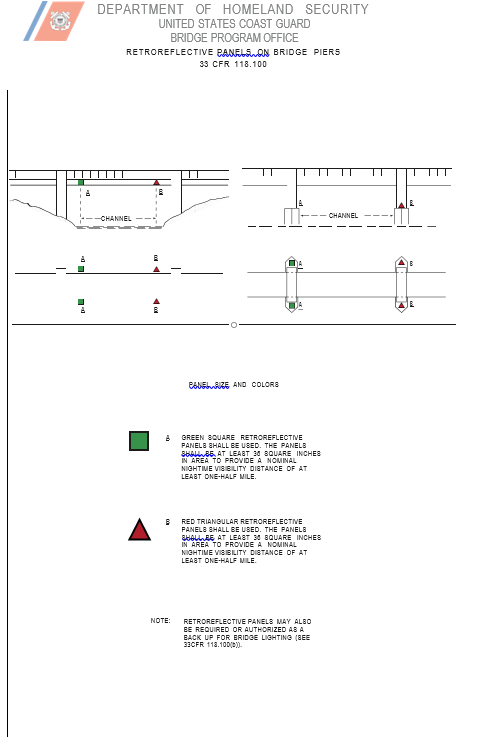 DEPARTMENT OF HOMELAND SECURITY
UNITED STATES COAST GUARD
BRIDGE PROGRAM OFFICE
RETROREFLECTIVE PANELS ON BRIDGE PIERS
33 CFR 118.100
A
B
CHANNEL
A
B
CHANNEL
A
B
A
B
A
B
A
B
PANEL SIZE AND COLORS
A GREEN SQUARE RETROREFLECTIVE
PANELS SHALL BE USED. THE PANELS
SHALL BE AT LEAST 36 SQUARE INCHES
IN AREA TO PROVIDE A NOMINAL
NIGHTIME VISIBILITY DISTANCE OF AT
LEAST ONE-HALF MILE.
B RED TRIANGULAR RETROREFLECTIVE
PANELS SHALL BE USED. THE PANELS
SHALL BE AT LEAST 36 SQUARE INCHES
IN AREA TO PROVIDE A NOMINAL
NIGHTIME VISIBILITY DISTANCE OF AT
LEAST ONE-HALF MILE.
NOTE: RETROREFLECTIVE PANELS MAY ALSO
BE REQUIRED OR AUTHORIZED AS A
BACK UP FOR BRIDGE LIGHTING (SEE
33CFR 118.100(b)).